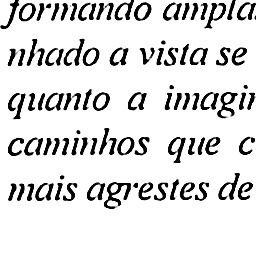 formando ampla
nhado a vista se
quanto a imagin
caminhos que c
mais agrestes de